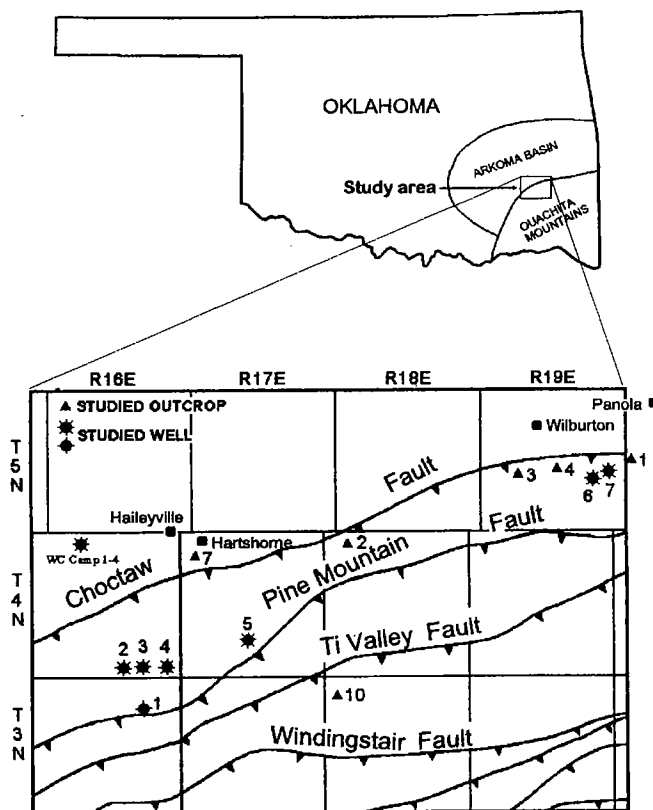 OKLAHOMA
ARKOMA BASIN
Study area
OUACHITA
MOUNTAINS
R16E R17E R18E R19E
Panola
▲ STUDIED OUTCROP
STUDIED WELL
Wilburton
T
5
N
Fault
3
4
6
7
1
Haileyville
Hartshome
7
2
WC Camp 1-4
Choctaw
Pine Mountain
Fault
T
4
N
5
Ti Valley Fault
2 3 4
10
1
T
3
N
Windingstair Fault